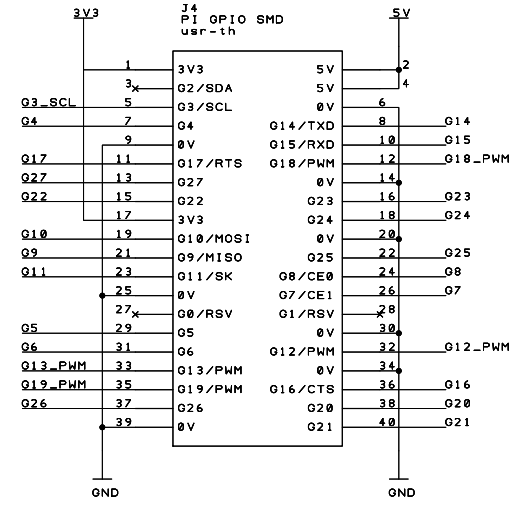 3V3
J4
PI GPIO SMD
usr-th
5V
1 3V3 5V 2
3 G2/SDA 5V 4
G3_SCL 5 G3/SCL 0V 6
G4 7 G4 G14/TXD 8 G14
9 0V G15/RXD 10 G15
G17 11 G17/RTS G18/PWM 12 G18_PWM
G27 13 G27 0V 14
G22 15 G22 G23 16 G23
17 3V3 G24 18 G24
G10 19 G10/MOSI 0V 20
G9 21 G9/MISO G25 22 G25
G11 23 G11/SK G8/CE0 24 G8
25 0V G7/CE1 26 G7
27 G0/RSV G1/RSV 28
G5 29 G5 0V 30
G6 31 G6 G12/PWM 32 G12_PWM
G13_PWM 33 G13/PWM 0V 34
G19_PWM 35 G19/PWM G16/CTS 36 G16
G26 37 G26 G20 38 G20
39 0V G21 40 G21
GND GND